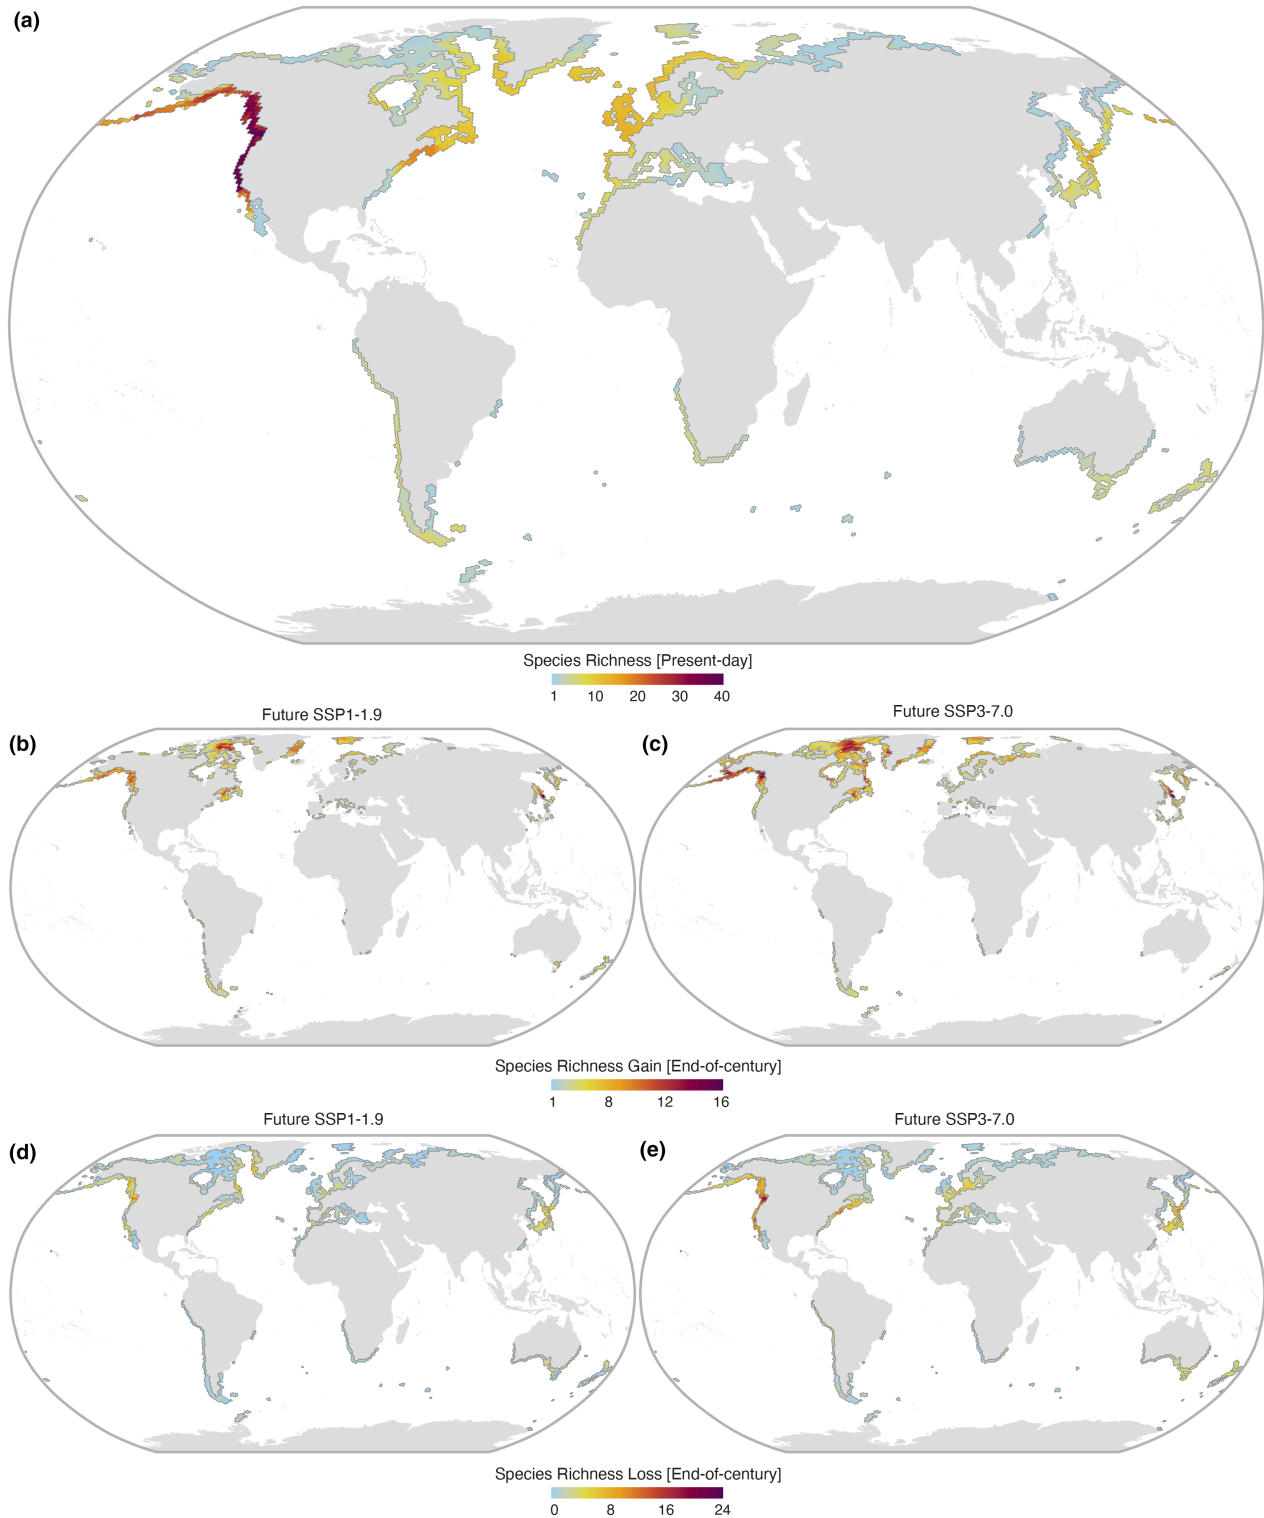 (a)
Species Richness [Present-day]
1 10 20 30 40
Future SSP1-1.9
Future SSP3-7.0
(b)
(c)
Species Richness Gain [End-of-century]
1 8 12 16
Future SSP1-1.9
Future SSP3-7.0
(d)
(e)
Species Richness Loss [End-of-century]
0 8 16 24